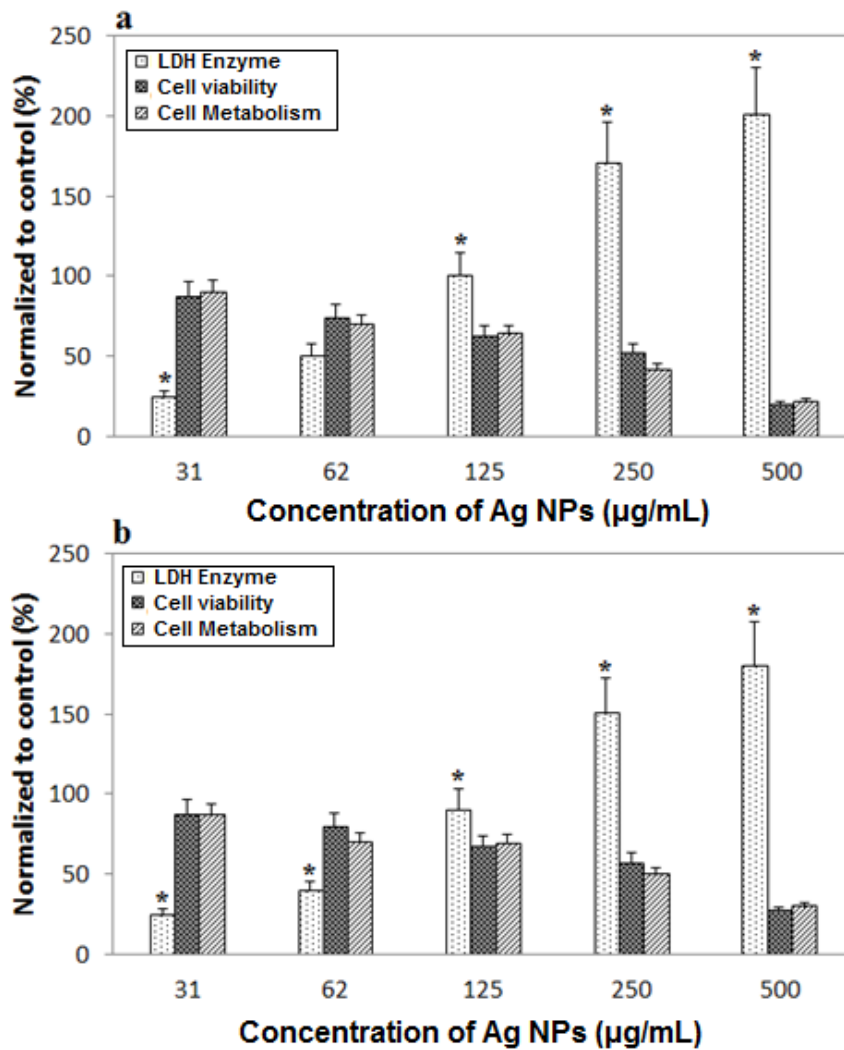 a
250
LDH Enzyme
Cell viability
Cell Metabolism
200
150
100
50
0
Normalized to control (%)
*
*
*
*
31 62 125 250 500
Concentration of Ag NPs (µg/mL)
b
250
LDH Enzyme
Cell viability
Cell Metabolism
200
150
100
50
0
Normalized to control (%)
*
*
*
*
*
31 62 125 250 500
Concentration of Ag NPs (µg/mL)